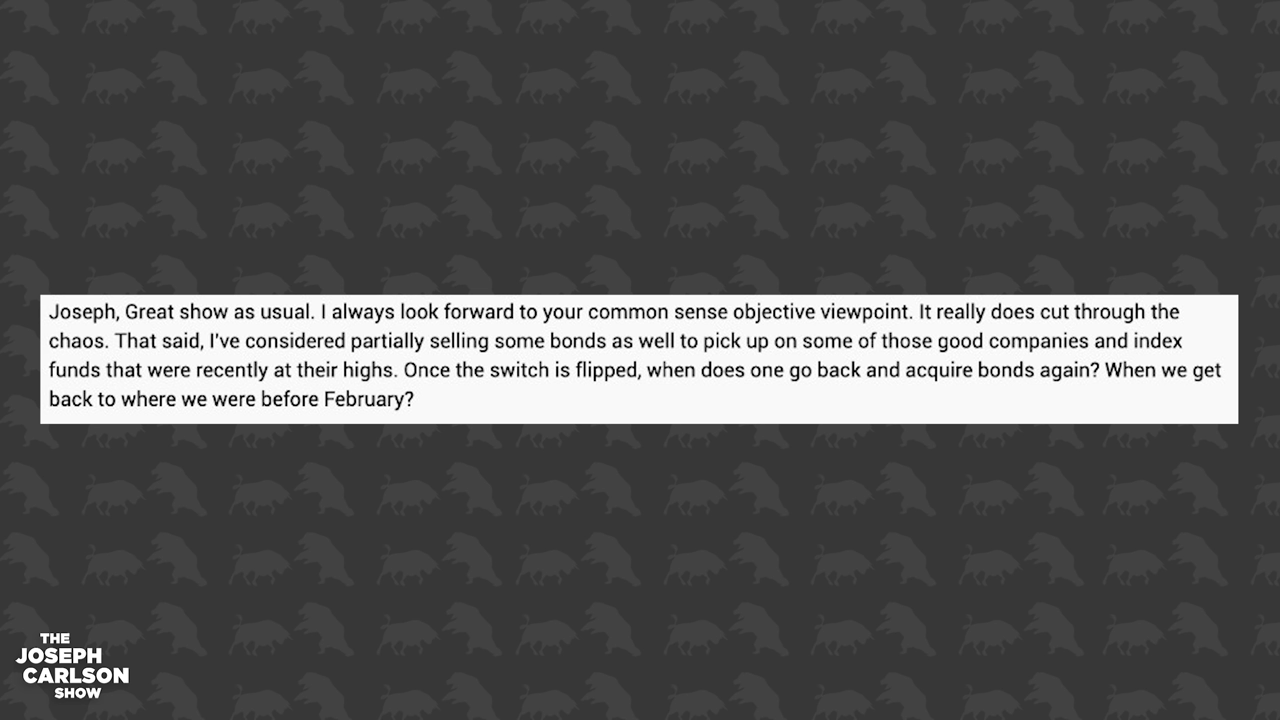 Joseph, Great show as usual. I always look forward to your common sense objective viewpoint. It really does cut through the
chaos. That said, I've considered partially selling some bonds as well to pick up on some of those good companies and index
funds that were recently at their highs. Once the switch is flipped, when does one go back and acquire bonds again? When we get
back to where we were before February?
THE
JOSEPH
CARLSON
SHOW